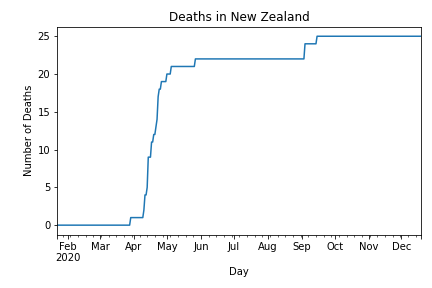 Deaths in New Zealand
25
20
15
10
5
0
Number of Deaths
Feb Mar Apr May Jun Jul Aug Sep Oct Nov Dec
2020
Day